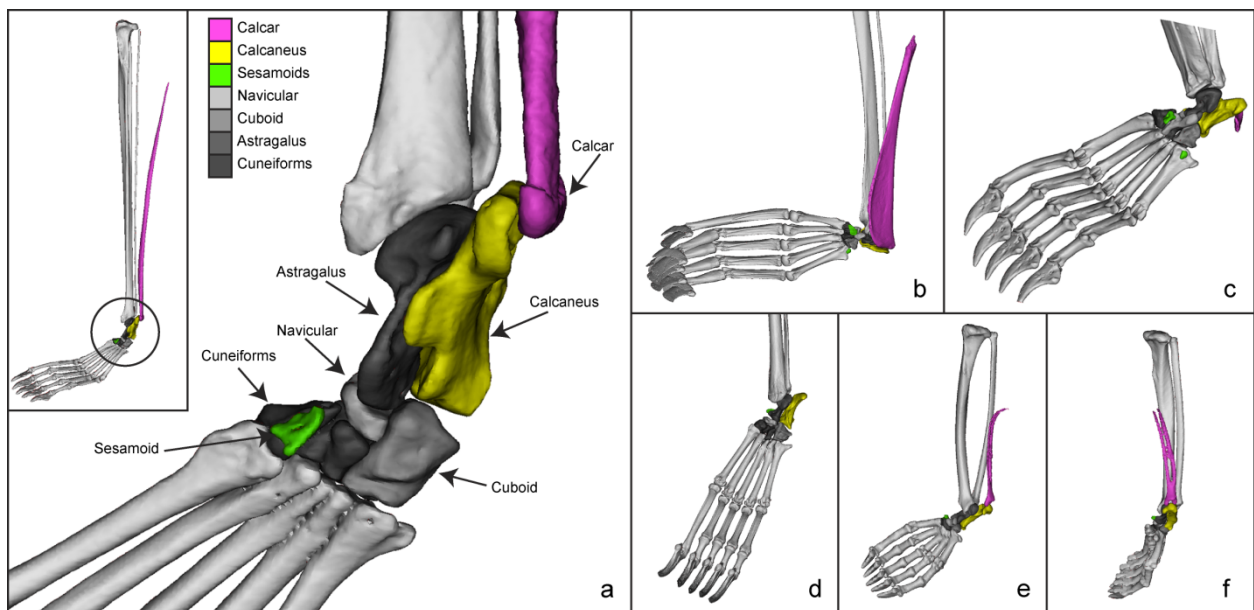 Calcar
Calcaneus
Sesamoids
Navicular
Cuboid
Astragalus
Cuneiforms
Calcar
Astragalus
Calcaneus
Navicular
Cuneiforms
Sesamoid
Cuboid
a
b
c
d
e
f